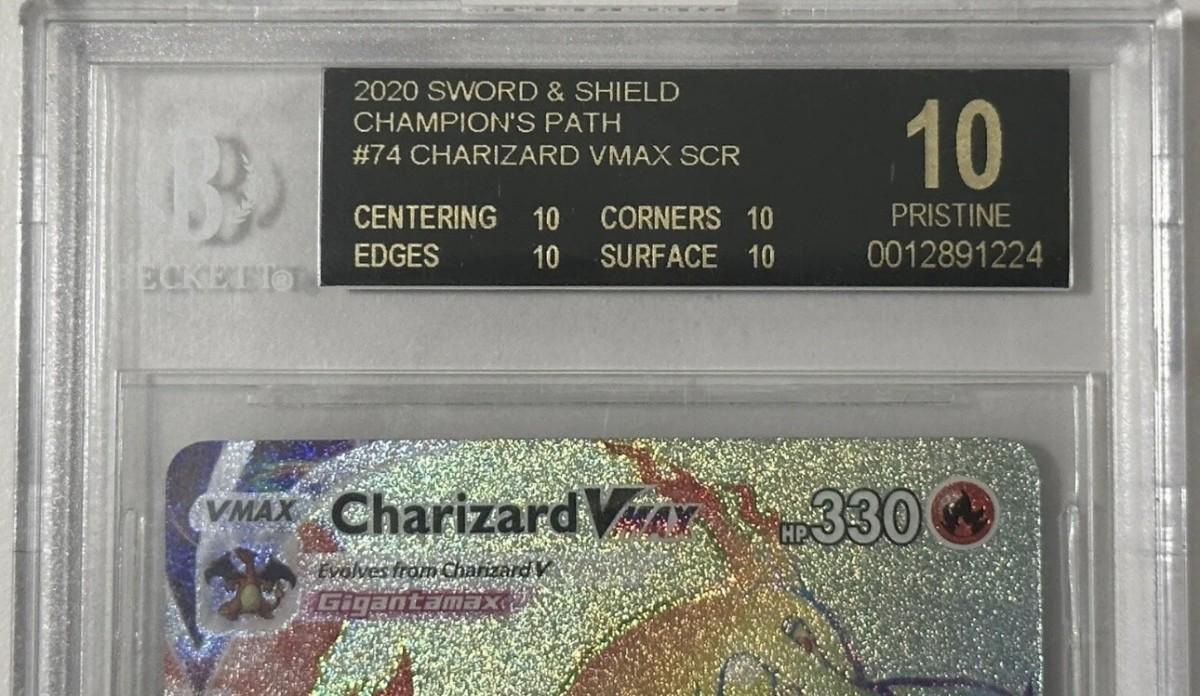 2020 SWORD & SHIELD
CHAMPION'S PATH
#74 CHARIZARD VMAX SCR
10
PRISTINE
0012891224
CENTERING 10 CORNERS 10
EDGES 10 SURFACE 10
BECKETT®
VMAX Charizard VMAX HP 330
Evolves from Charizard V
Gigantamax